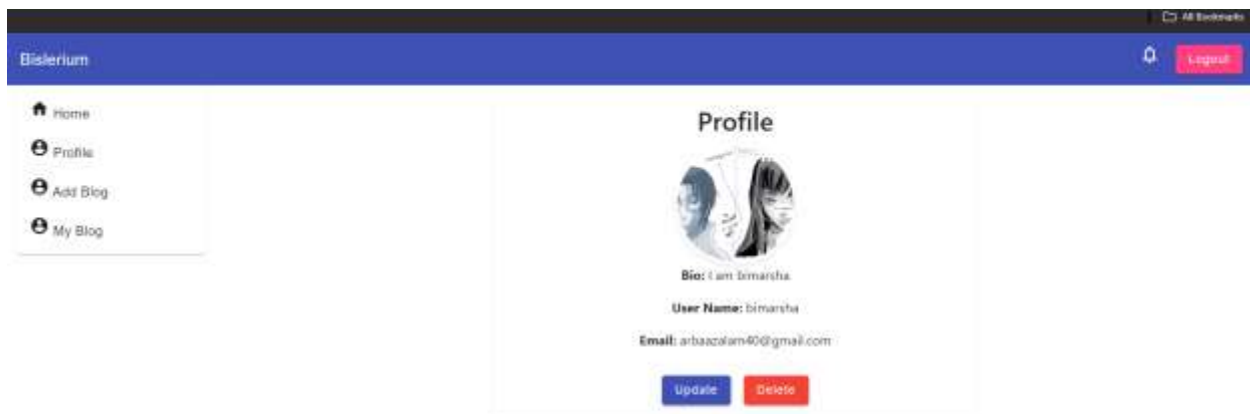 All Bookmarks
Bislerium
Logout
Home
Profile
Add Blog
My Blog
Profile
Bio: I am bimarsha
User Name: bimarsha
Email: arbaazalam40@gmail.com
Update Delete